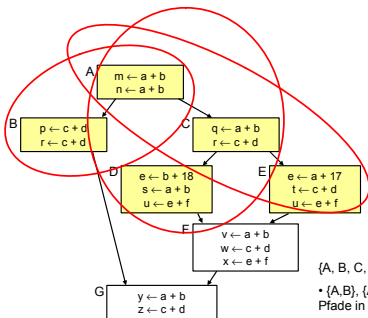 A
m ← a + b
n ← a + b
B
p ← c + d
r ← c + d
C
q ← a + b
r ← c + d
D
e ← b + 18
s ← a + b
u ← e + f
E
e ← a + 17
t ← c + d
u ← e + f
F
v ← a + b
w ← c + d
x ← e + f
G
y ← a + b
z ← c + d
{A, B, C,
• {A,B}, {A
Pfade in